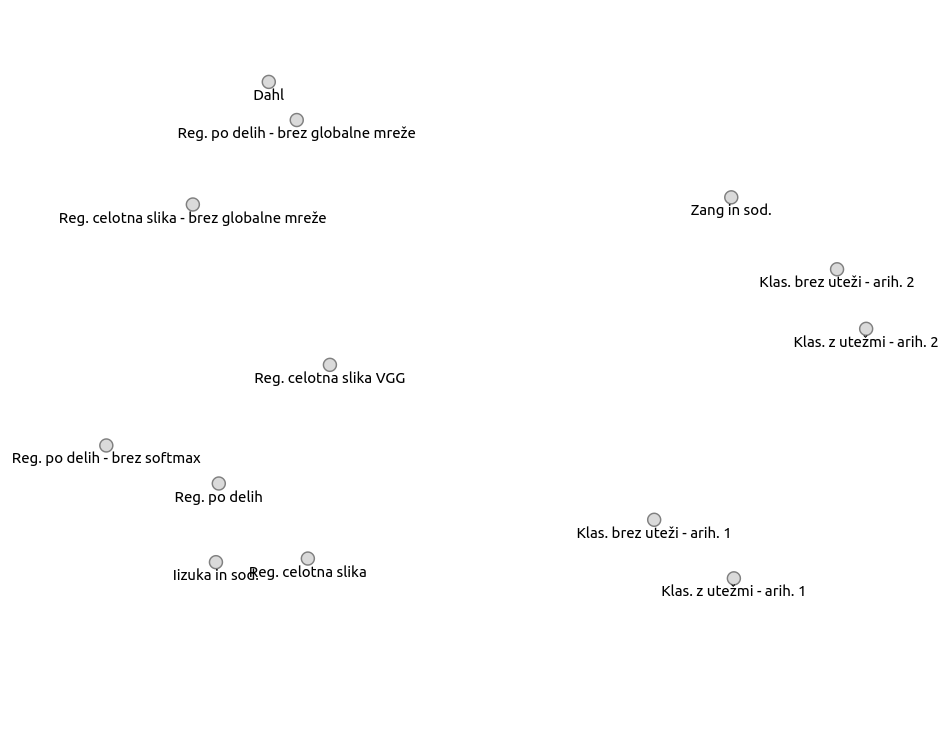 Dahl
Reg. po delih - brez globalne mreže
Zang in sod.
Reg. celotna slika - brez globalne mreže
Klas. brez uteži - arih. 2
Klas. z utežmi - arih. 2
Reg. celotna slika VGG
Reg. po delih - brez softmax
Reg. po delih
Klas. brez uteži - arih. 1
Iizuka in sod.
Reg. celotna slika
Klas. z utežmi - arih. 1